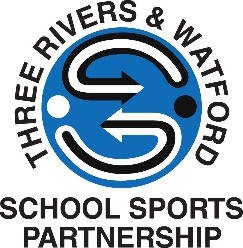 THREE RIVERS & WATFORD
SCHOOL SPORTS
PARTNERSHIP